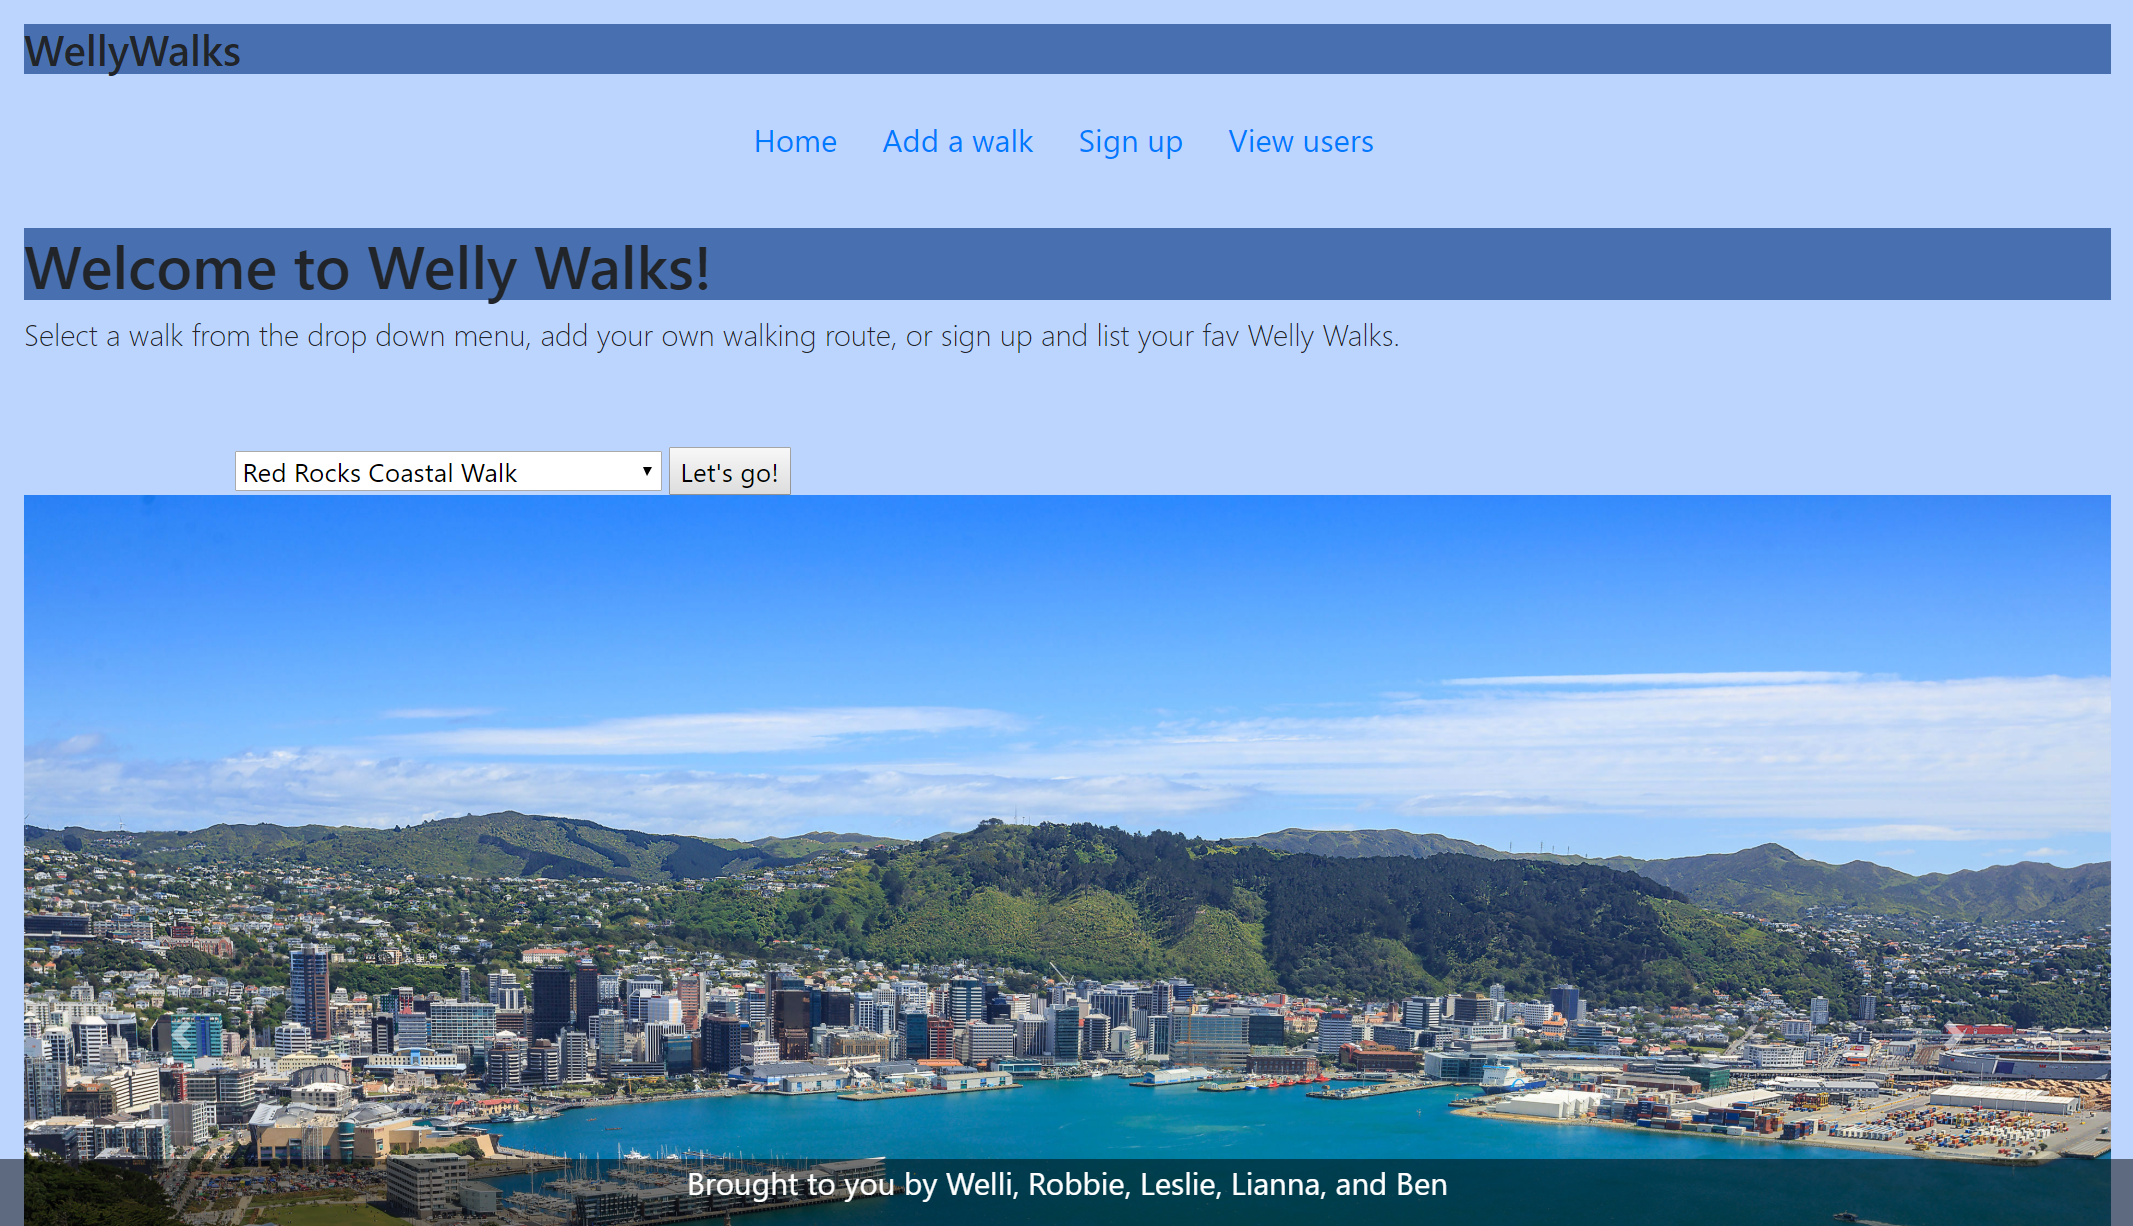 WellyWalks
Home Add a walk Sign up View users
Welcome to Welly Walks!
Select a walk from the drop down menu, add your own walking route, or sign up and list your fav Welly Walks.
Red Rocks Coastal Walk Let's go!
Brought to you by Welli, Robbie, Leslie, Lianna, and Ben